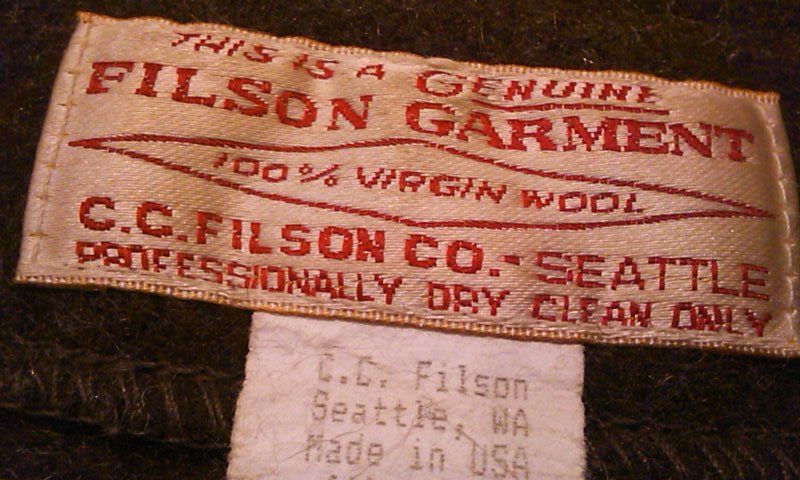 THIS IS A GENUINE
FILSON GARMENT
100% VIRGIN WOOL
C.C. FILSON CO.-SEATTLE
PROFESSIONALLY DRY CLEAN ONLY
C.C. Filson
Seattle, WA
Made in USA